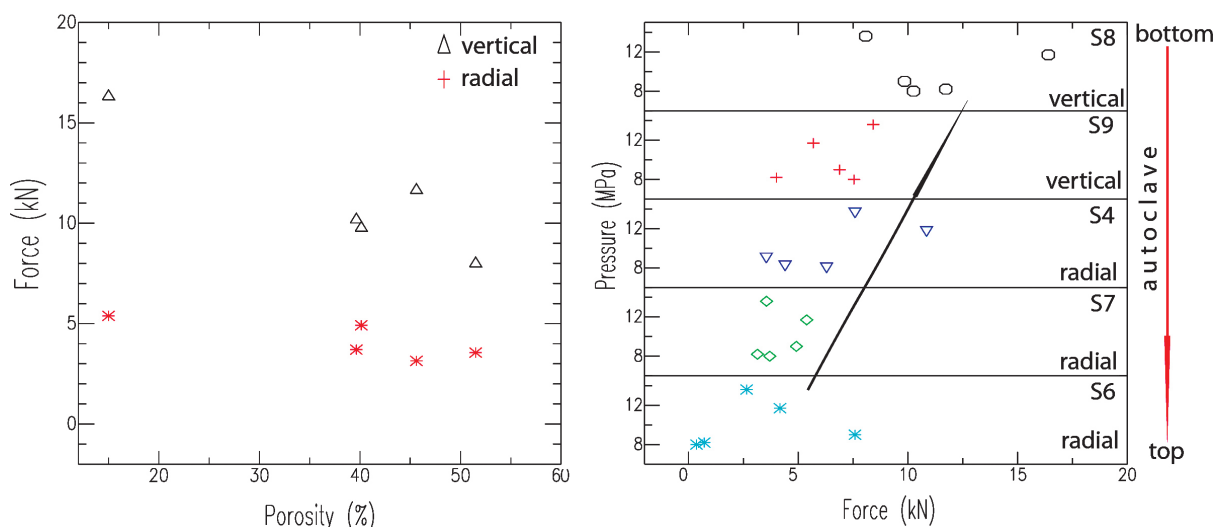 20
15
10
5
0
Force (kN)
20
30
40
50
60
Porosity (%)
vertical
radial
12
8
12
8
12
8
12
8
12
8
Pressure (MPa)
S8
vertical
S9
vertical
S4
radial
S7
radial
S6
radial
0
5
10
15
20
Force (kN)
bottom
autoclave
top